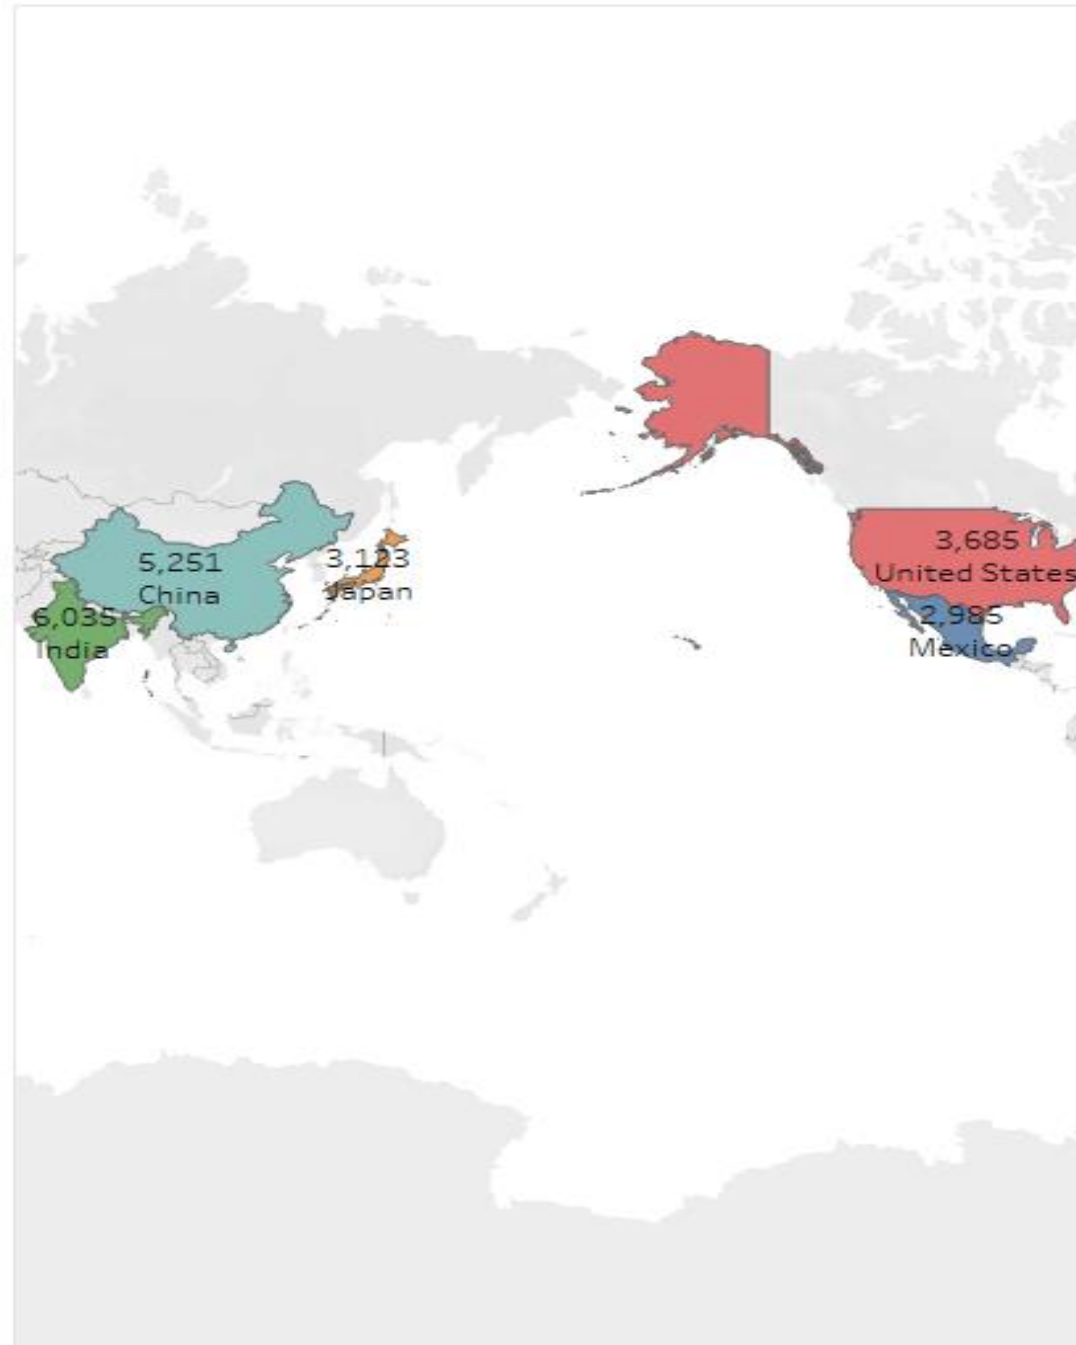 5,251
China
3,123
Japan
6,035
India
3,685
United States
2,985
Mexico